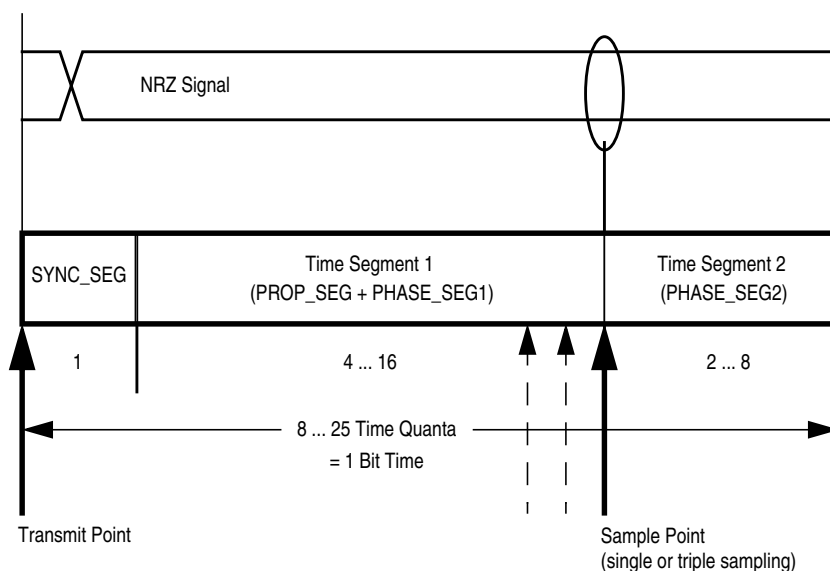 NRZ Signal
SYNC_SEG
Time Segment 1
(PROP_SEG + PHASE_SEG1)
Time Segment 2
(PHASE_SEG2)
1
4 ... 16
2 ... 8
8 ... 25 Time Quanta
= 1 Bit Time
Transmit Point
Sample Point
(single or triple sampling)